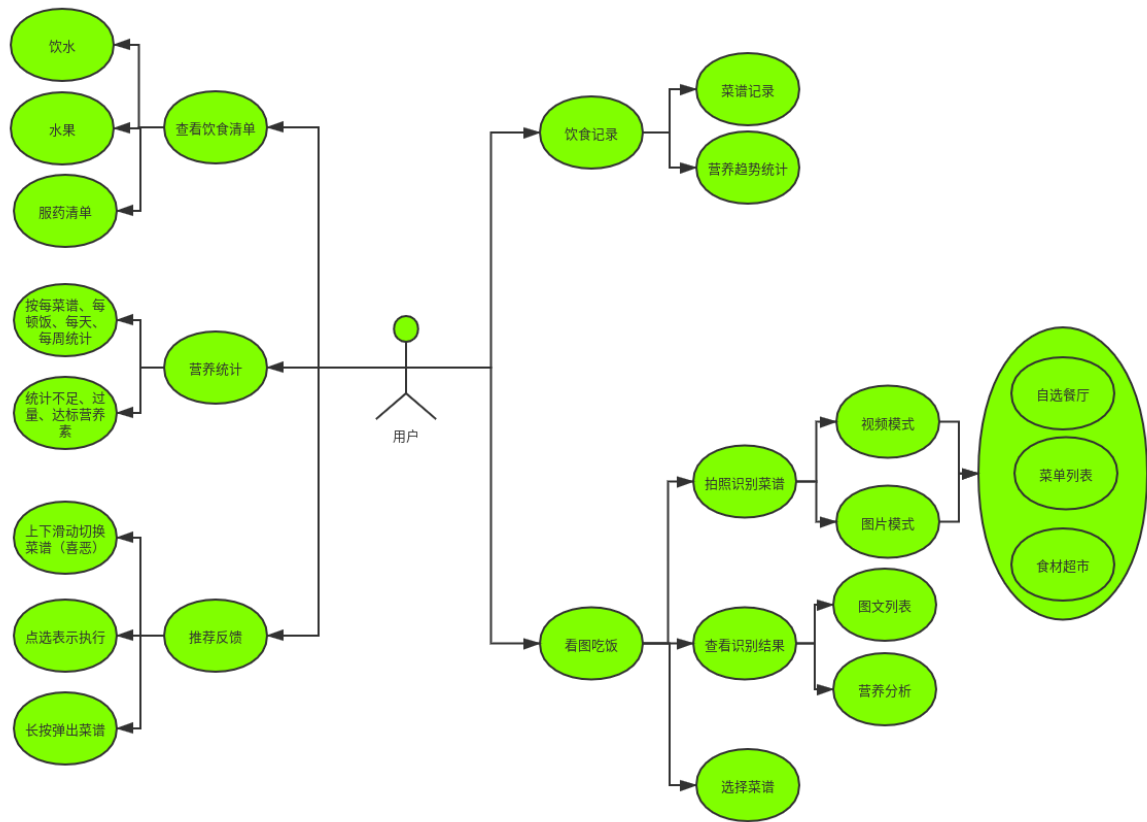 饮水
水果
服药清单
查看饮食清单
按每菜谱、每
顿饭、每天、
每周统计
统计不足、过
量、达标营养
素
营养统计
上下滑动切换
菜谱（喜恶）
点选表示执行
长按弹出菜谱
推荐反馈
用户
饮食记录
菜谱记录
营养趋势统计
看图吃饭
拍照识别菜谱
视频模式
图片模式
自选餐厅
菜单列表
食材超市
查看识别结果
图文列表
营养分析
选择菜谱